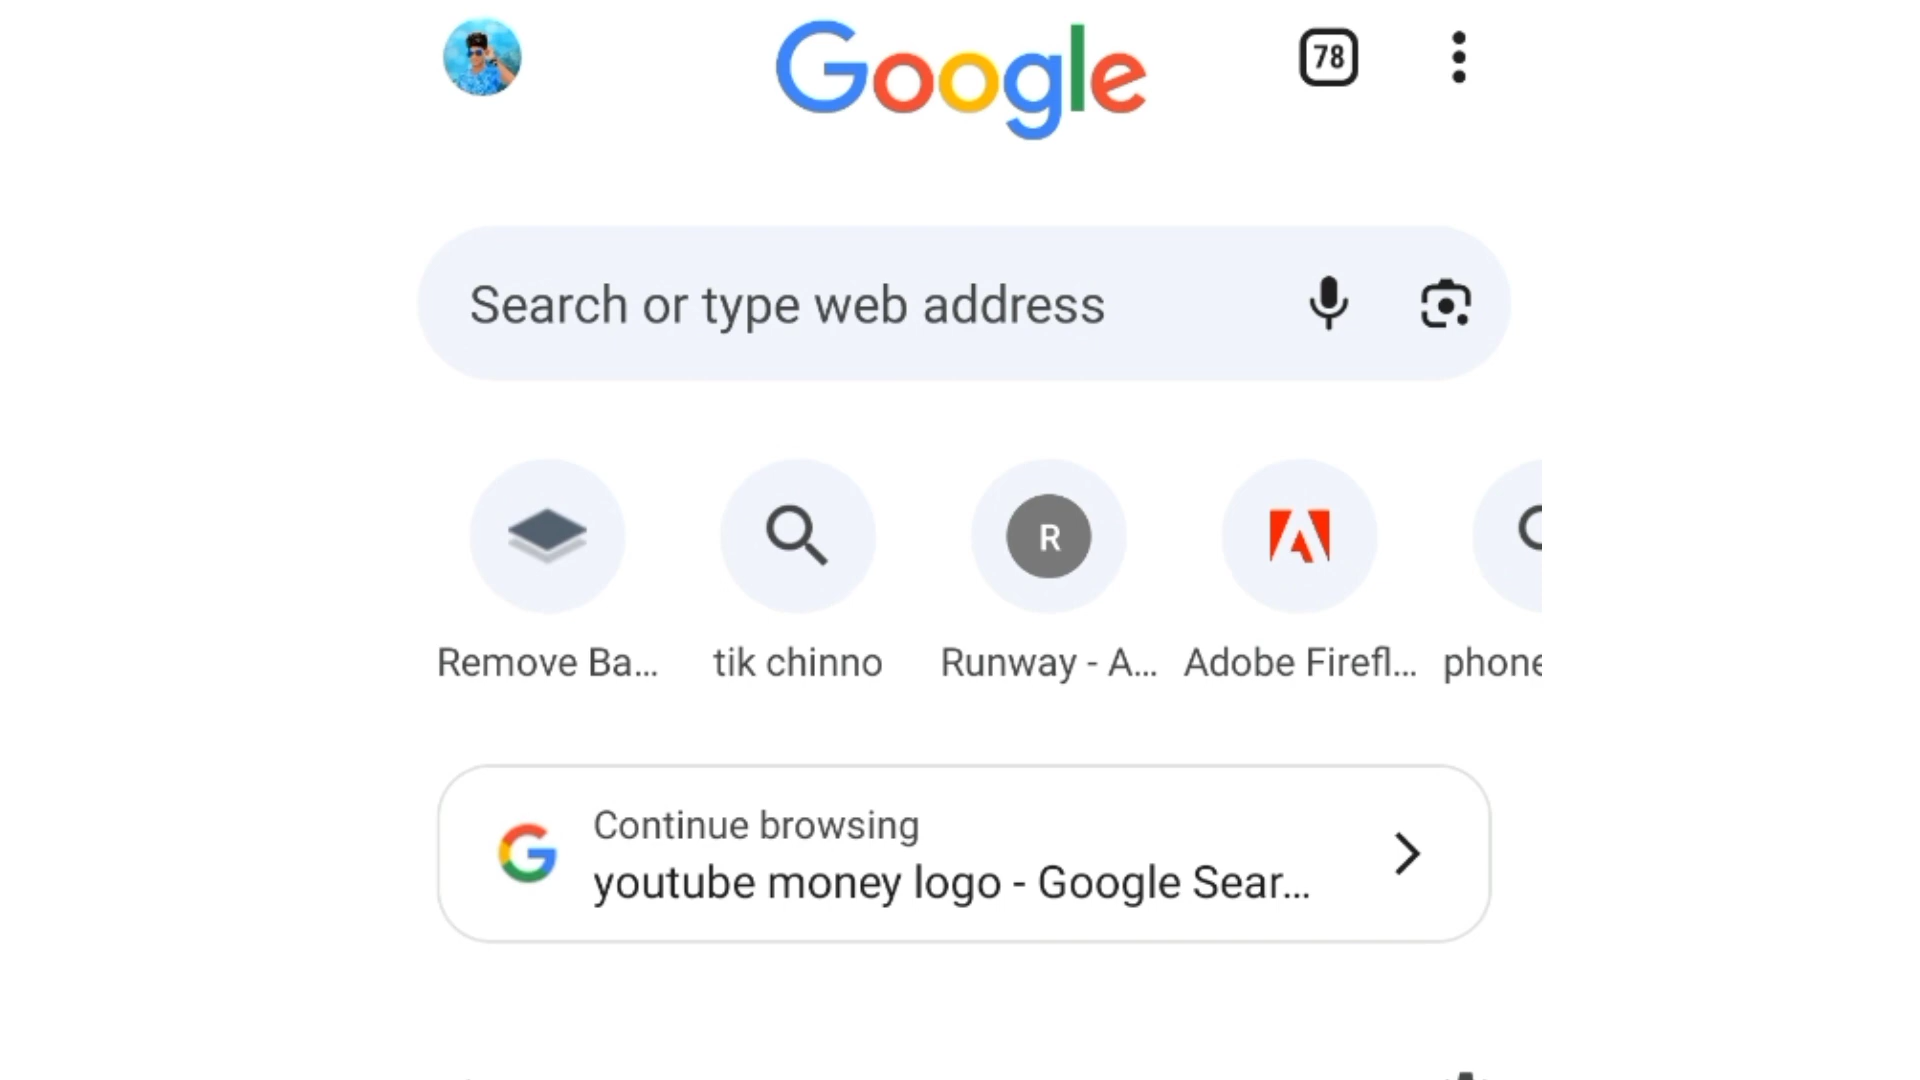 Google
78
Search or type web address
R
Remove Ba...
tik chinno
Runway - A...
Adobe Firefl...
phone
Continue browsing
youtube money logo - Google Sear...